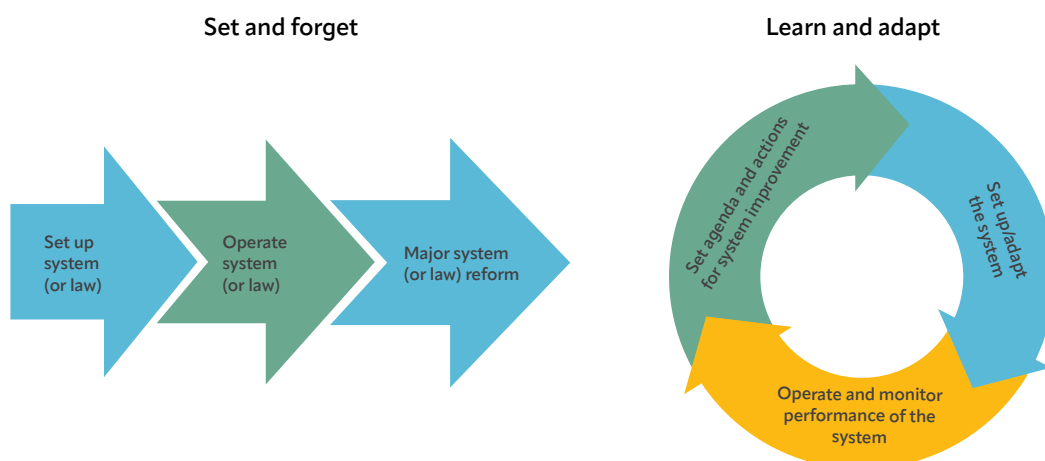 Set and forget
Learn and adapt
Set up
system
(or law)
Operate
system
(or law)
Major system
(or law) reform
Set agenda and actions
for system improvement
Set up/adapt
the system
Operate and monitor
performance of the
system